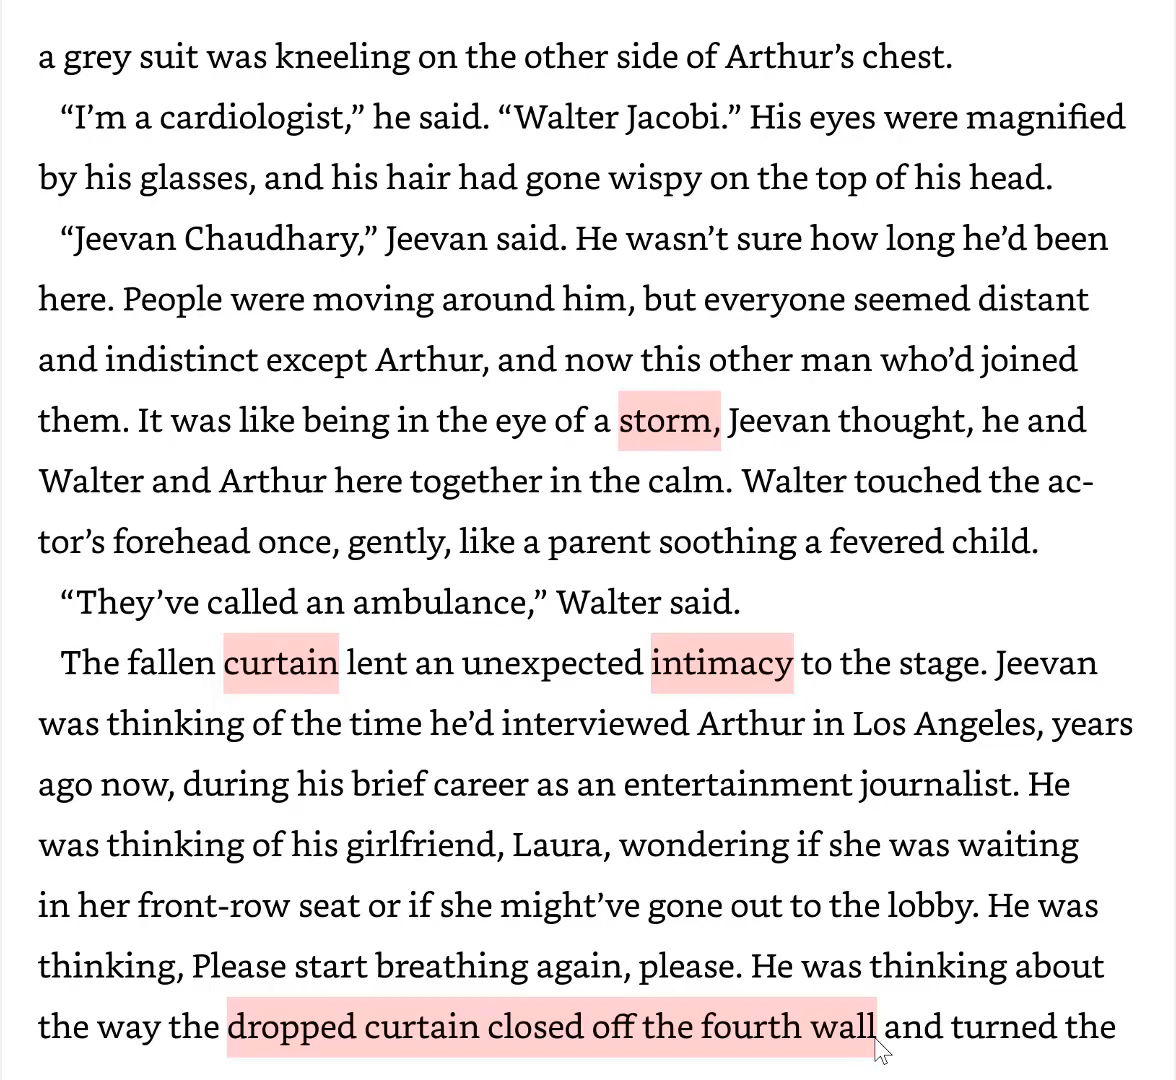 a grey suit was kneeling on the other side of Arthur’s chest.
“I’m a cardiologist,” he said. “Walter Jacobi.” His eyes were magnified
by his glasses, and his hair had gone wispy on the top of his head.
“Jeevan Chaudhary,” Jeevan said. He wasn’t sure how long he’d been
here. People were moving around him, but everyone seemed distant
and indistinct except Arthur, and now this other man who’d joined
them. It was like being in the eye of a storm, Jeevan thought, he and
Walter and Arthur here together in the calm. Walter touched the ac-
tor’s forehead once, gently, like a parent soothing a fevered child.
“They’ve called an ambulance,” Walter said.
The fallen curtain lent an unexpected intimacy to the stage. Jeevan
was thinking of the time he’d interviewed Arthur in Los Angeles, years
ago now, during his brief career as an entertainment journalist. He
was thinking of his girlfriend, Laura, wondering if she was waiting
in her front-row seat or if she might’ve gone out to the lobby. He was
thinking, Please start breathing again, please. He was thinking about
the way the dropped curtain closed off the fourth wall and turned the